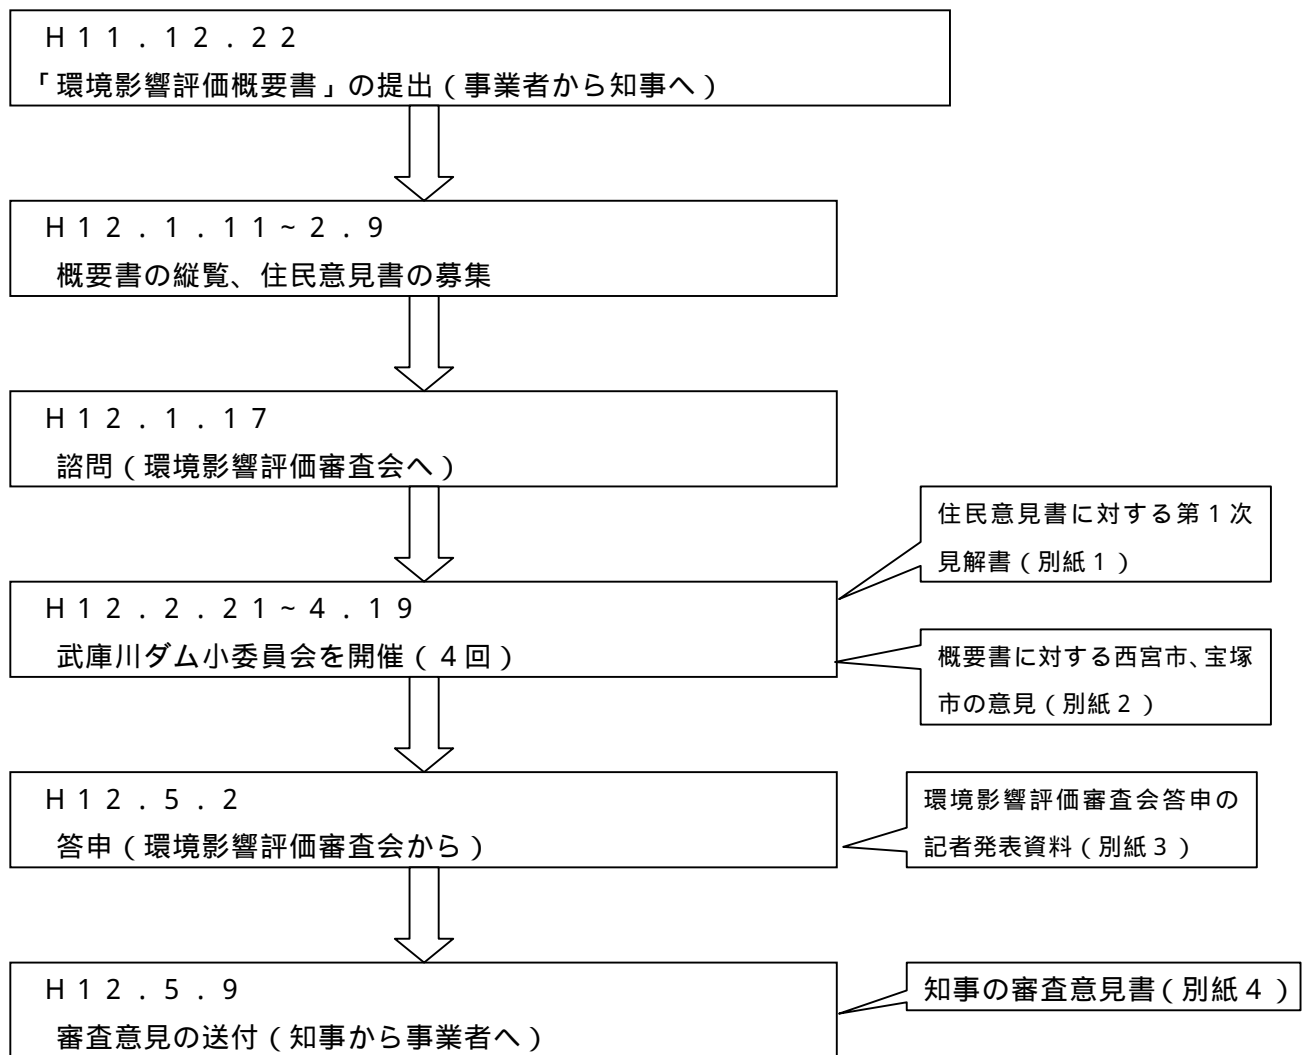 H11.12.22
「環境影響評価概要書」の提出(事業者から知事へ)
H12.1.11~2.9
概要書の縦覧、住民意見書の募集
H12.1.17
諮問(環境影響評価審査会へ)
住民意見書に対する第1次
見解書(別紙1)
H12.2.21~4.19
武庫川ダム小委員会を開催(4回)
概要書に対する西宮市、宝塚
市の意見(別紙2)
H12.5.2
答申(環境影響評価審査会から)
環境影響評価審査会答申の
記者発表資料(別紙3)
H12.5.9
審査意見の送付(知事から事業者へ)
知事の審査意見書(別紙4)